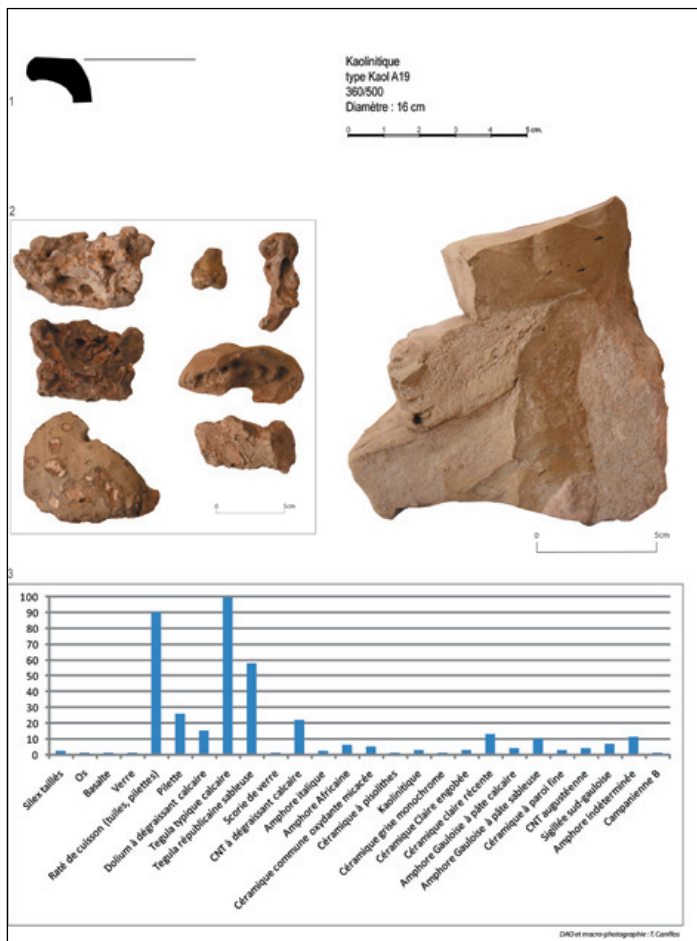 Kaolinitique
type Kaol A19
360/500
Diamètre : 16 cm
0 1 2 3 4 5 cm.
1
2
0 5cm
0 5cm
3
100
90
80
70
60
50
40
30
20
10
0
Silex taillés
Os
Basalte
Verre
Raté de cuisson (tuiles, pilettes)
Pilette
Dolium à dégraissant calcaire
Tegula typique calcaire
Tegula républicaine sableuse
Scorie de verre
CNT à dégraissant calcaire
Amphore italique
Amphore Africaine
Céramique commune oxydante micacée
Céramique à pisolithes
Kaolinitique
Céramique grise monochrome
Céramique Claire engobée
Céramique claire récente
Amphore Gauloise à pâte calcaire
Amphore Gauloise à pâte sableuse
Céramique à paroi fine
CNT augustéenne
Sigillée sud-gauloise
Amphore Indéterminée
Campanienne B
DAO et macro-photographie : T. Canillos